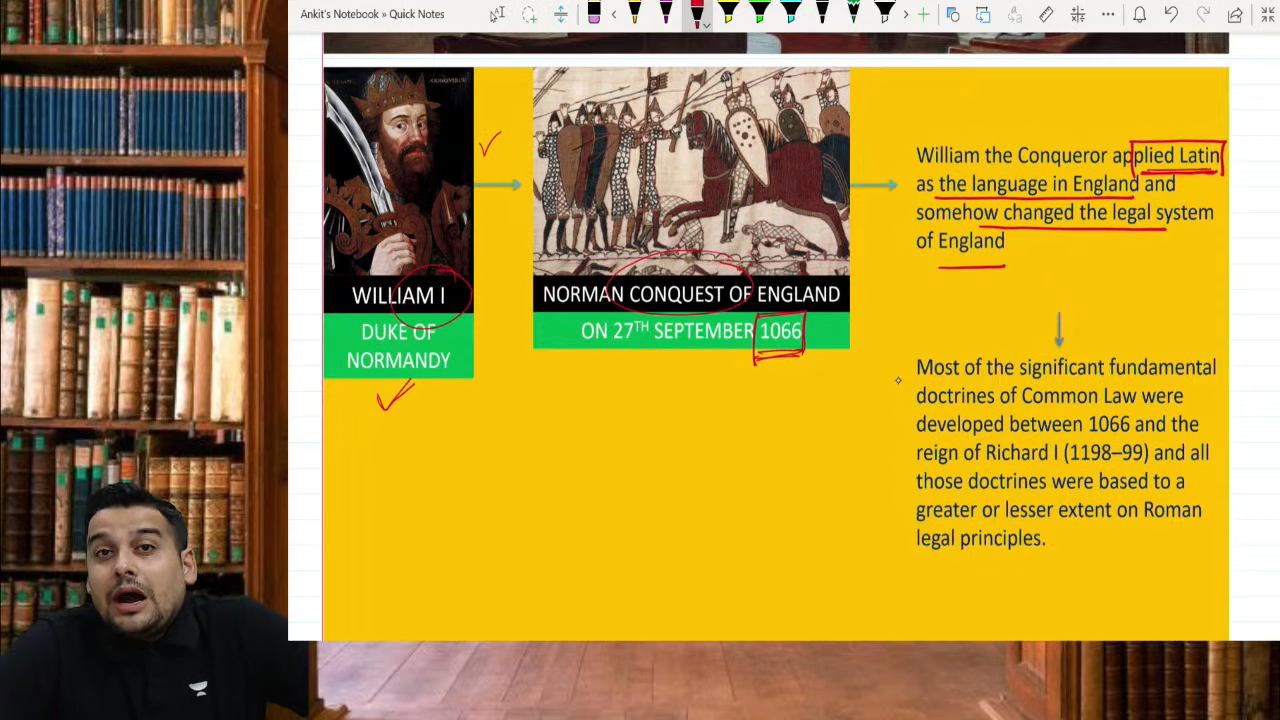 Ankit's Notebook » Quick Notes
WILLIAM I
DUKE OF
NORMANDY
NORMAN CONQUEST OF ENGLAND
ON 27TH SEPTEMBER 1066
William the Conqueror applied Latin
as the language in England and
somehow changed the legal system
of England
Most of the significant fundamental
doctrines of Common Law were
developed between 1066 and the
reign of Richard I (1198–99) and all
those doctrines were based to a
greater or lesser extent on Roman
legal principles.